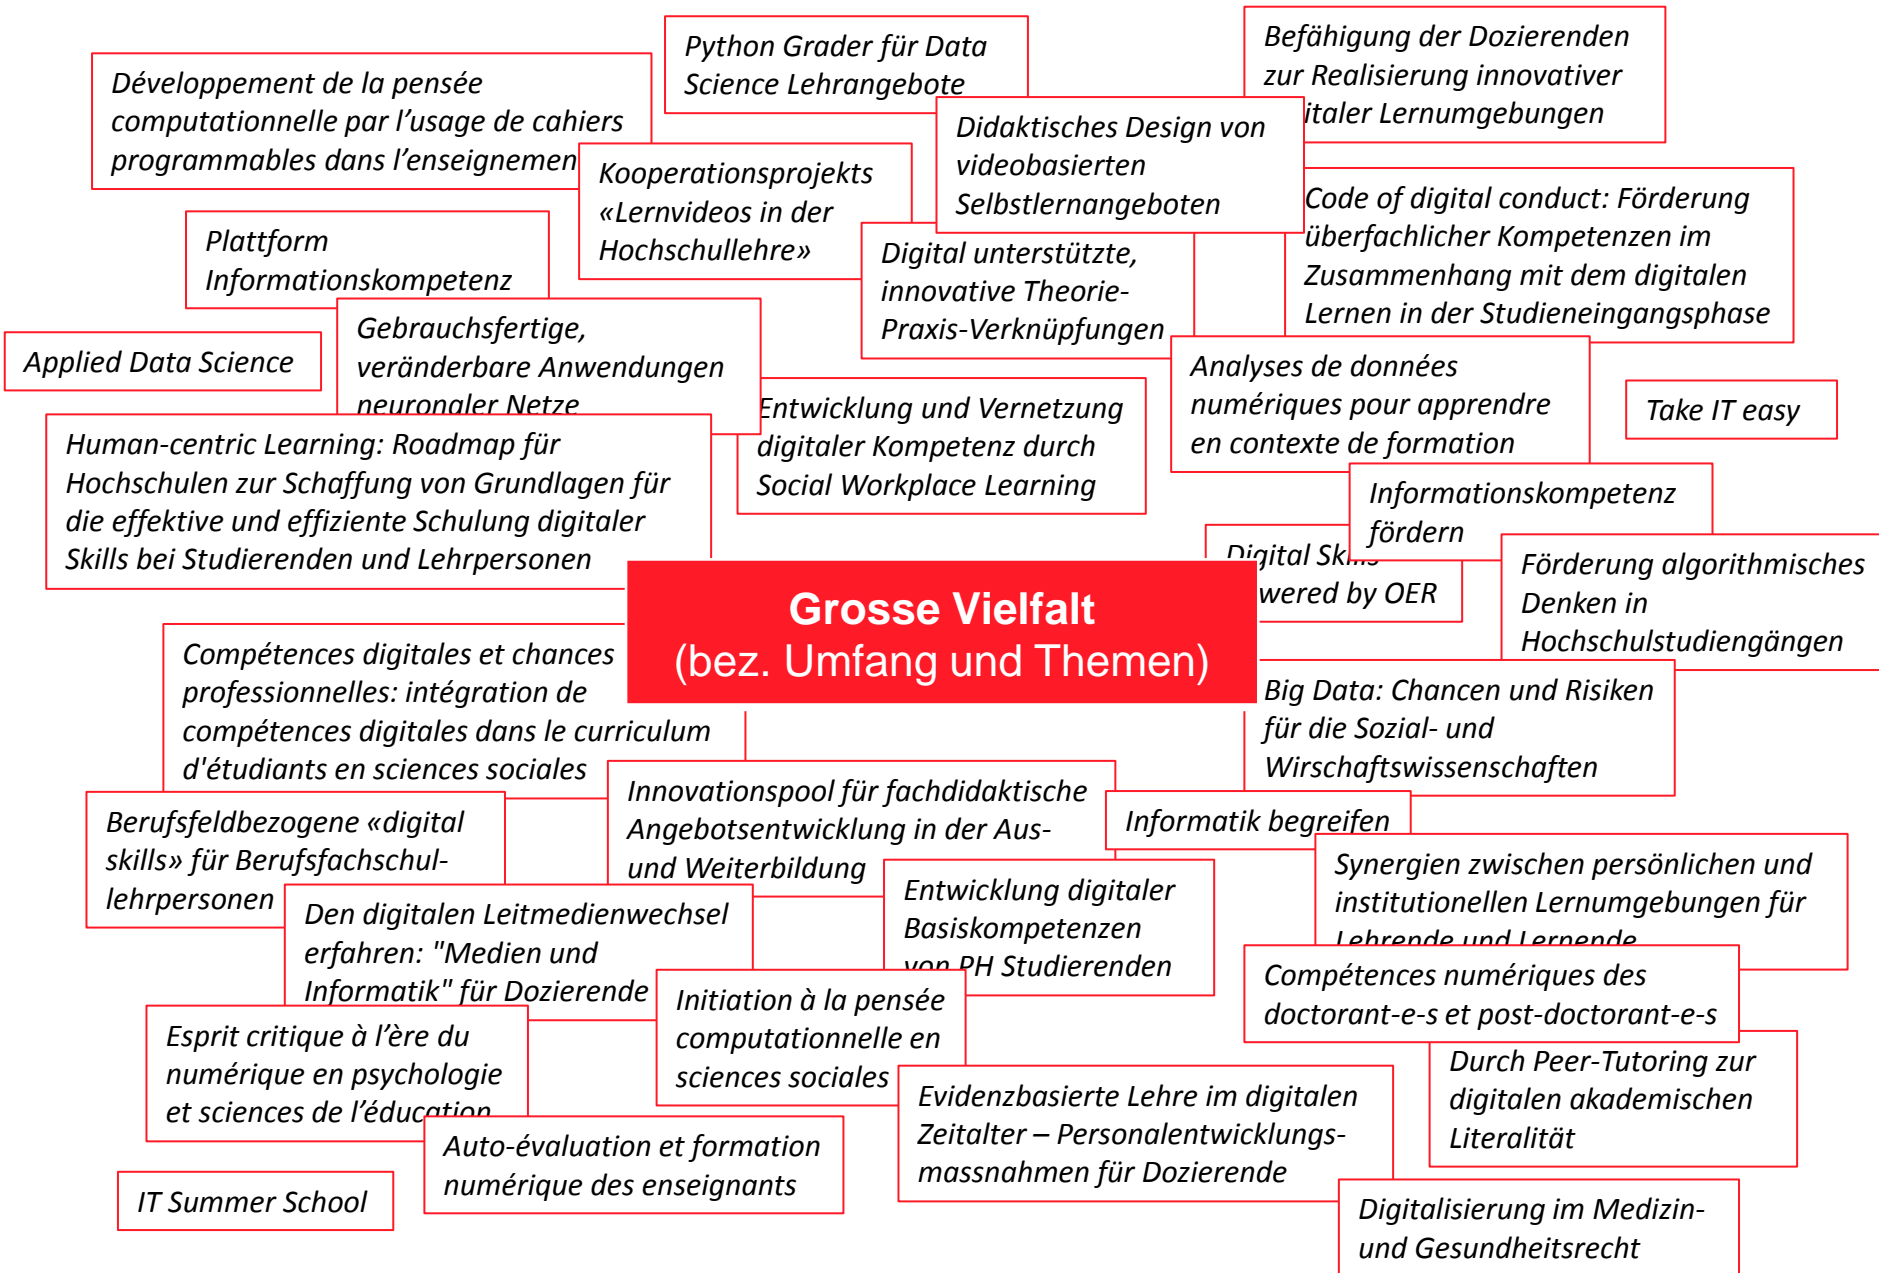 Python Grader für Data
Science Lehrangebote
Befähigung der Dozierenden
zur Realisierung innovativer
Lernumgebungen
Développement de la pensée
computationnelle par l’usage de cahiers
programmables dans
Didaktisches Design von
videobasierten
Selbstlernangeboten
Kooperationsprojekts
«Lernvideos in der
Hochschullehre»
Code of digital conduct: Förderung
überfachlicher Kompetenzen im
Zusammenhang mit dem digitalen
Lernen in der Studieneingangsphase
Plattform
Informationskompetenz
Digital unterstützte,
innovative Theorie-
Praxis-Verknüpfungen
Gebrauchsfertige,
veränderbare Anwendungen
neuronaler Netze
Applied Data Science
Analyses de données
numériques pour apprendre
en contexte de formation
Take IT easy
Entwicklung und Vernetzung
digitaler Kompetenz durch
Social Workplace Learning
Human-centric Learning: Roadmap für
Hochschulen zur Schaffung von Grundlagen für
die effektive und effiziente Schulung digitaler
Skills bei Studierenden und Lehrpersonen
Informationskompetenz
fördern
Digital Skills
by OER
Förderung algorithmisches
Denken in
Hochschulstudiengängen
Grosse Vielfalt
(bez. Umfang und Themen)
Compétences digitales et chances
professionnelles: intégration de
compétences digitales dans le curriculum
d'étudiants en sciences sociales
Big Data: Chancen und Risiken
für die Sozial- und
Wirschaftswissenschaften
Innovationspool für fachdidaktische
Angebotsentwicklung in der Aus-
und Weiterbildung
Informatik begreifen
Berufsfeldbezogene «digital
skills» für Berufsfachschul-
lehrpersonen
Synergien zwischen persönlichen und
institutionellen Lernumgebungen für
Lehrende und Lernende
Entwicklung digitaler
Basiskompetenzen
von PH Studierenden
Den digitalen Leitmedienwechsel
erfahren: "Medien und
Informatik" für Dozierende
Compétences numériques des
doctorant-e-s et post-doctorant-e-s
Initiation à la pensée
computationnelle en
sciences sociales
Esprit critique à l’ère du
numérique en psychologie
et sciences de l’éducation
Durch Peer-Tutoring zur
digitalen akademischen
Literalität
Evidenzbasierte Lehre im digitalen
Zeitalter – Personalentwicklungs-
massnahmen für Dozierende
Auto-évaluation et formation
numérique des enseignants
IT Summer School
Digitalisierung im Medizin-
und Gesundheitsrecht